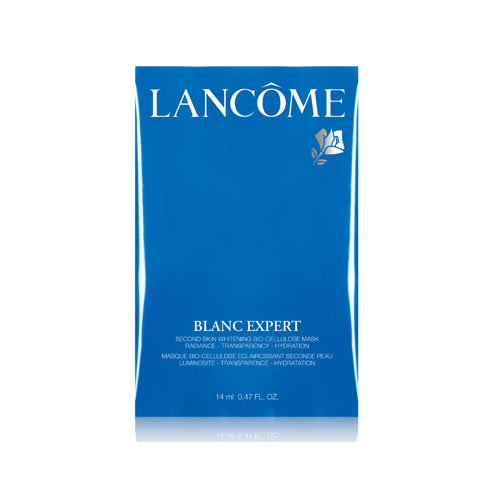 LANCÔME
BLANC EXPERT
SECOND SKIN WHITENING BIO-CELLULOSE MASK
RADIANCE - TRANSPARENCY - HYDRATION
MASQUE BIO-CELLULOSE ECLAIRCISSANT SECONDE PEAU
LUMINOSITE - TRANSPARENCE - HYDRATATION
14 ml 0.47 FL. OZ.